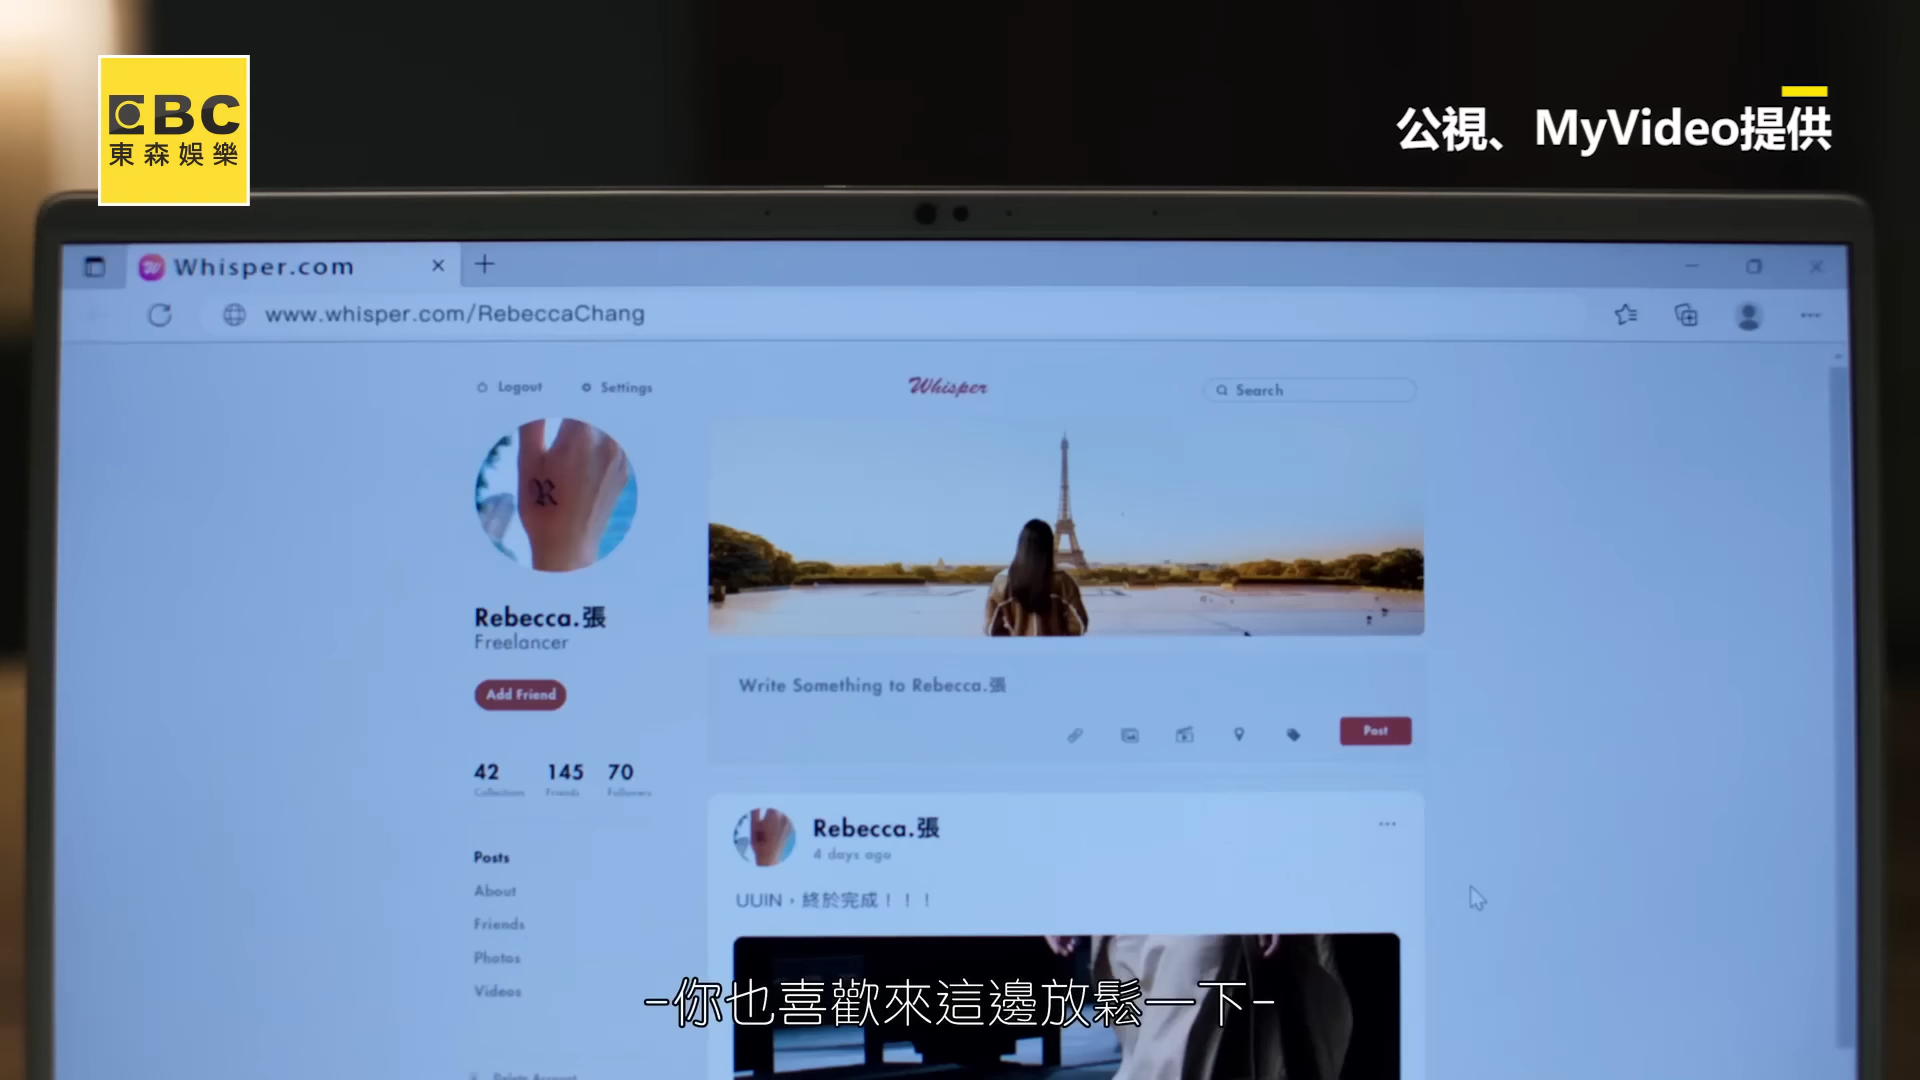 EBC
東森娛樂
公視、MyVideo提供
Whisper.com
www.whisper.com/RebeccaChang
Logout
Settings
Whisper
Search
R
Rebecca.張
Freelancer
Add Friend
Write Something to Rebecca.張
Post
42 145 70
Collections Friends Followers
Posts
About
Friends
Photos
Videos
Delete Account
Rebecca.張
4 days ago
UUIN,終於完成!!!
-你也喜歡來這邊放鬆一下-